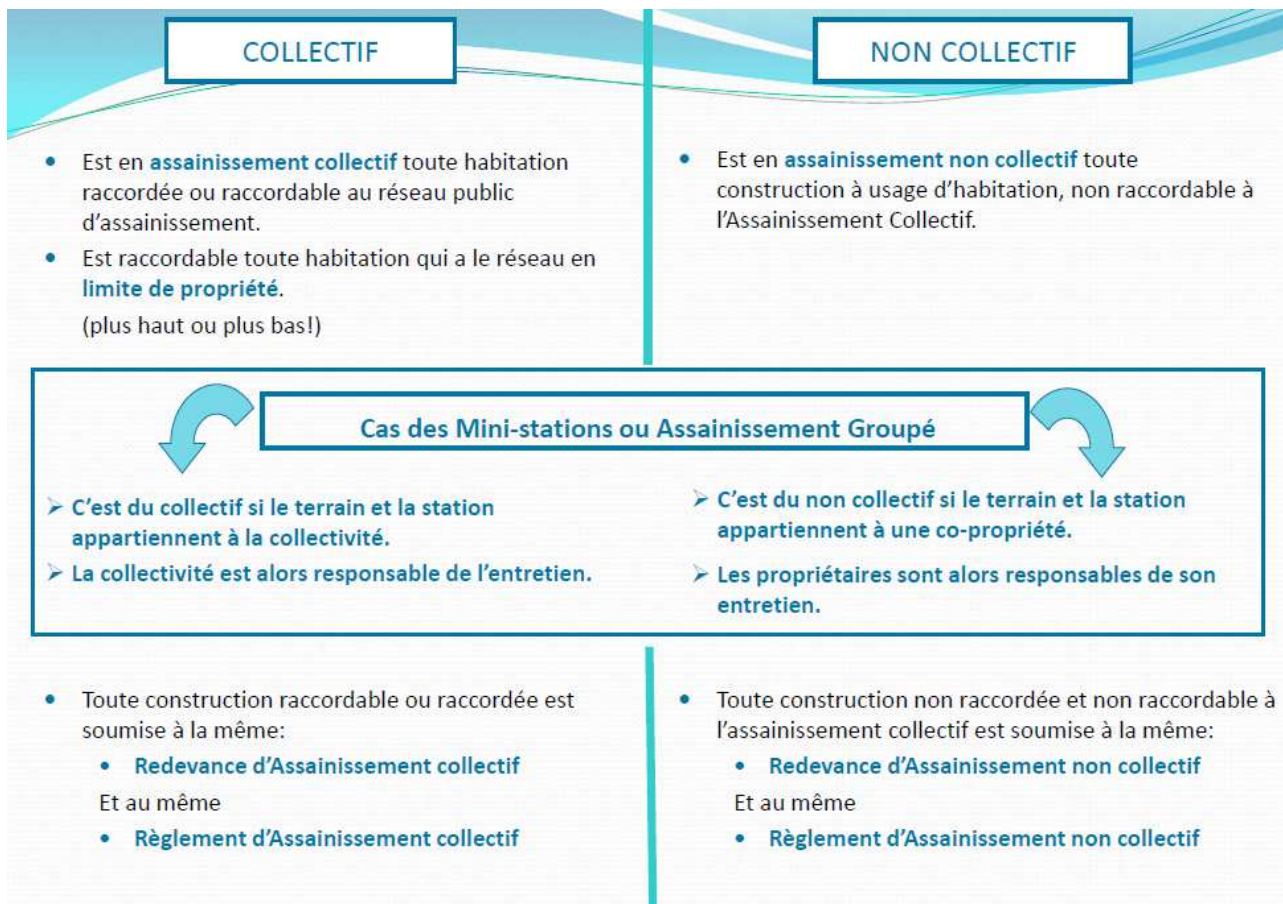 COLLECTIF
• Est en assainissement collectif toute habitation
raccordée ou raccordable au réseau public
d’assainissement.
• Est raccordable toute habitation qui a le réseau en
limite de propriété.
(plus haut ou plus bas!)
NON COLLECTIF
• Est en assainissement non collectif toute
construction à usage d’habitation, non raccordable à
l’Assainissement Collectif.
Cas des Mini-stations ou Assainissement Groupé
➢ C’est du collectif si le terrain et la station
appartiennent à la collectivité.
➢ La collectivité est alors responsable de l’entretien.
➢ C’est du non collectif si le terrain et la station
appartiennent à une co-propriété.
➢ Les propriétaires sont alors responsables de son
entretien.
• Toute construction raccordable ou raccordée est
soumise à la même:
• Redevance d’Assainissement collectif
Et au même
• Règlement d’Assainissement collectif
• Toute construction non raccordée et non raccordable à
l’assainissement collectif est soumise à la même:
• Redevance d’Assainissement non collectif
Et au même
• Règlement d’Assainissement non collectif